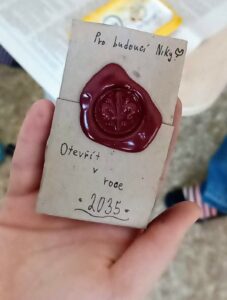 Pro budoucí Niky♡
Otevřít
v
roce
•2035•